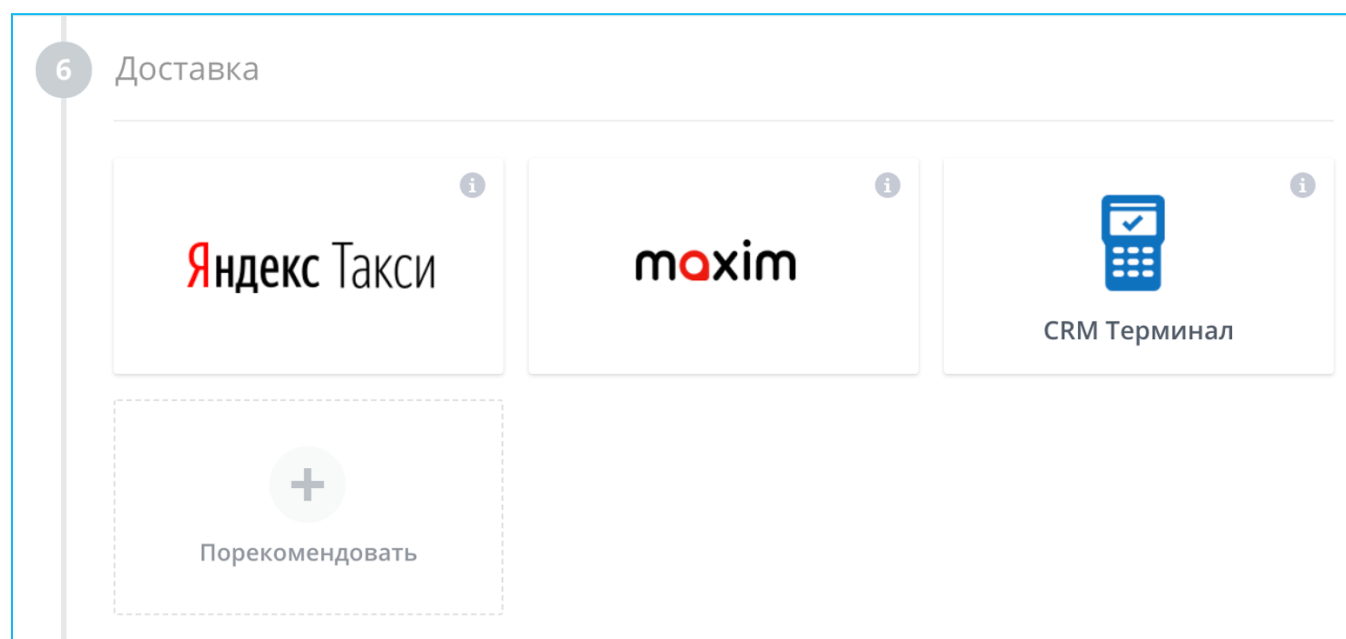 6 Доставка
Яндекс Такси
maxim
CRM Терминал
Порекомендовать